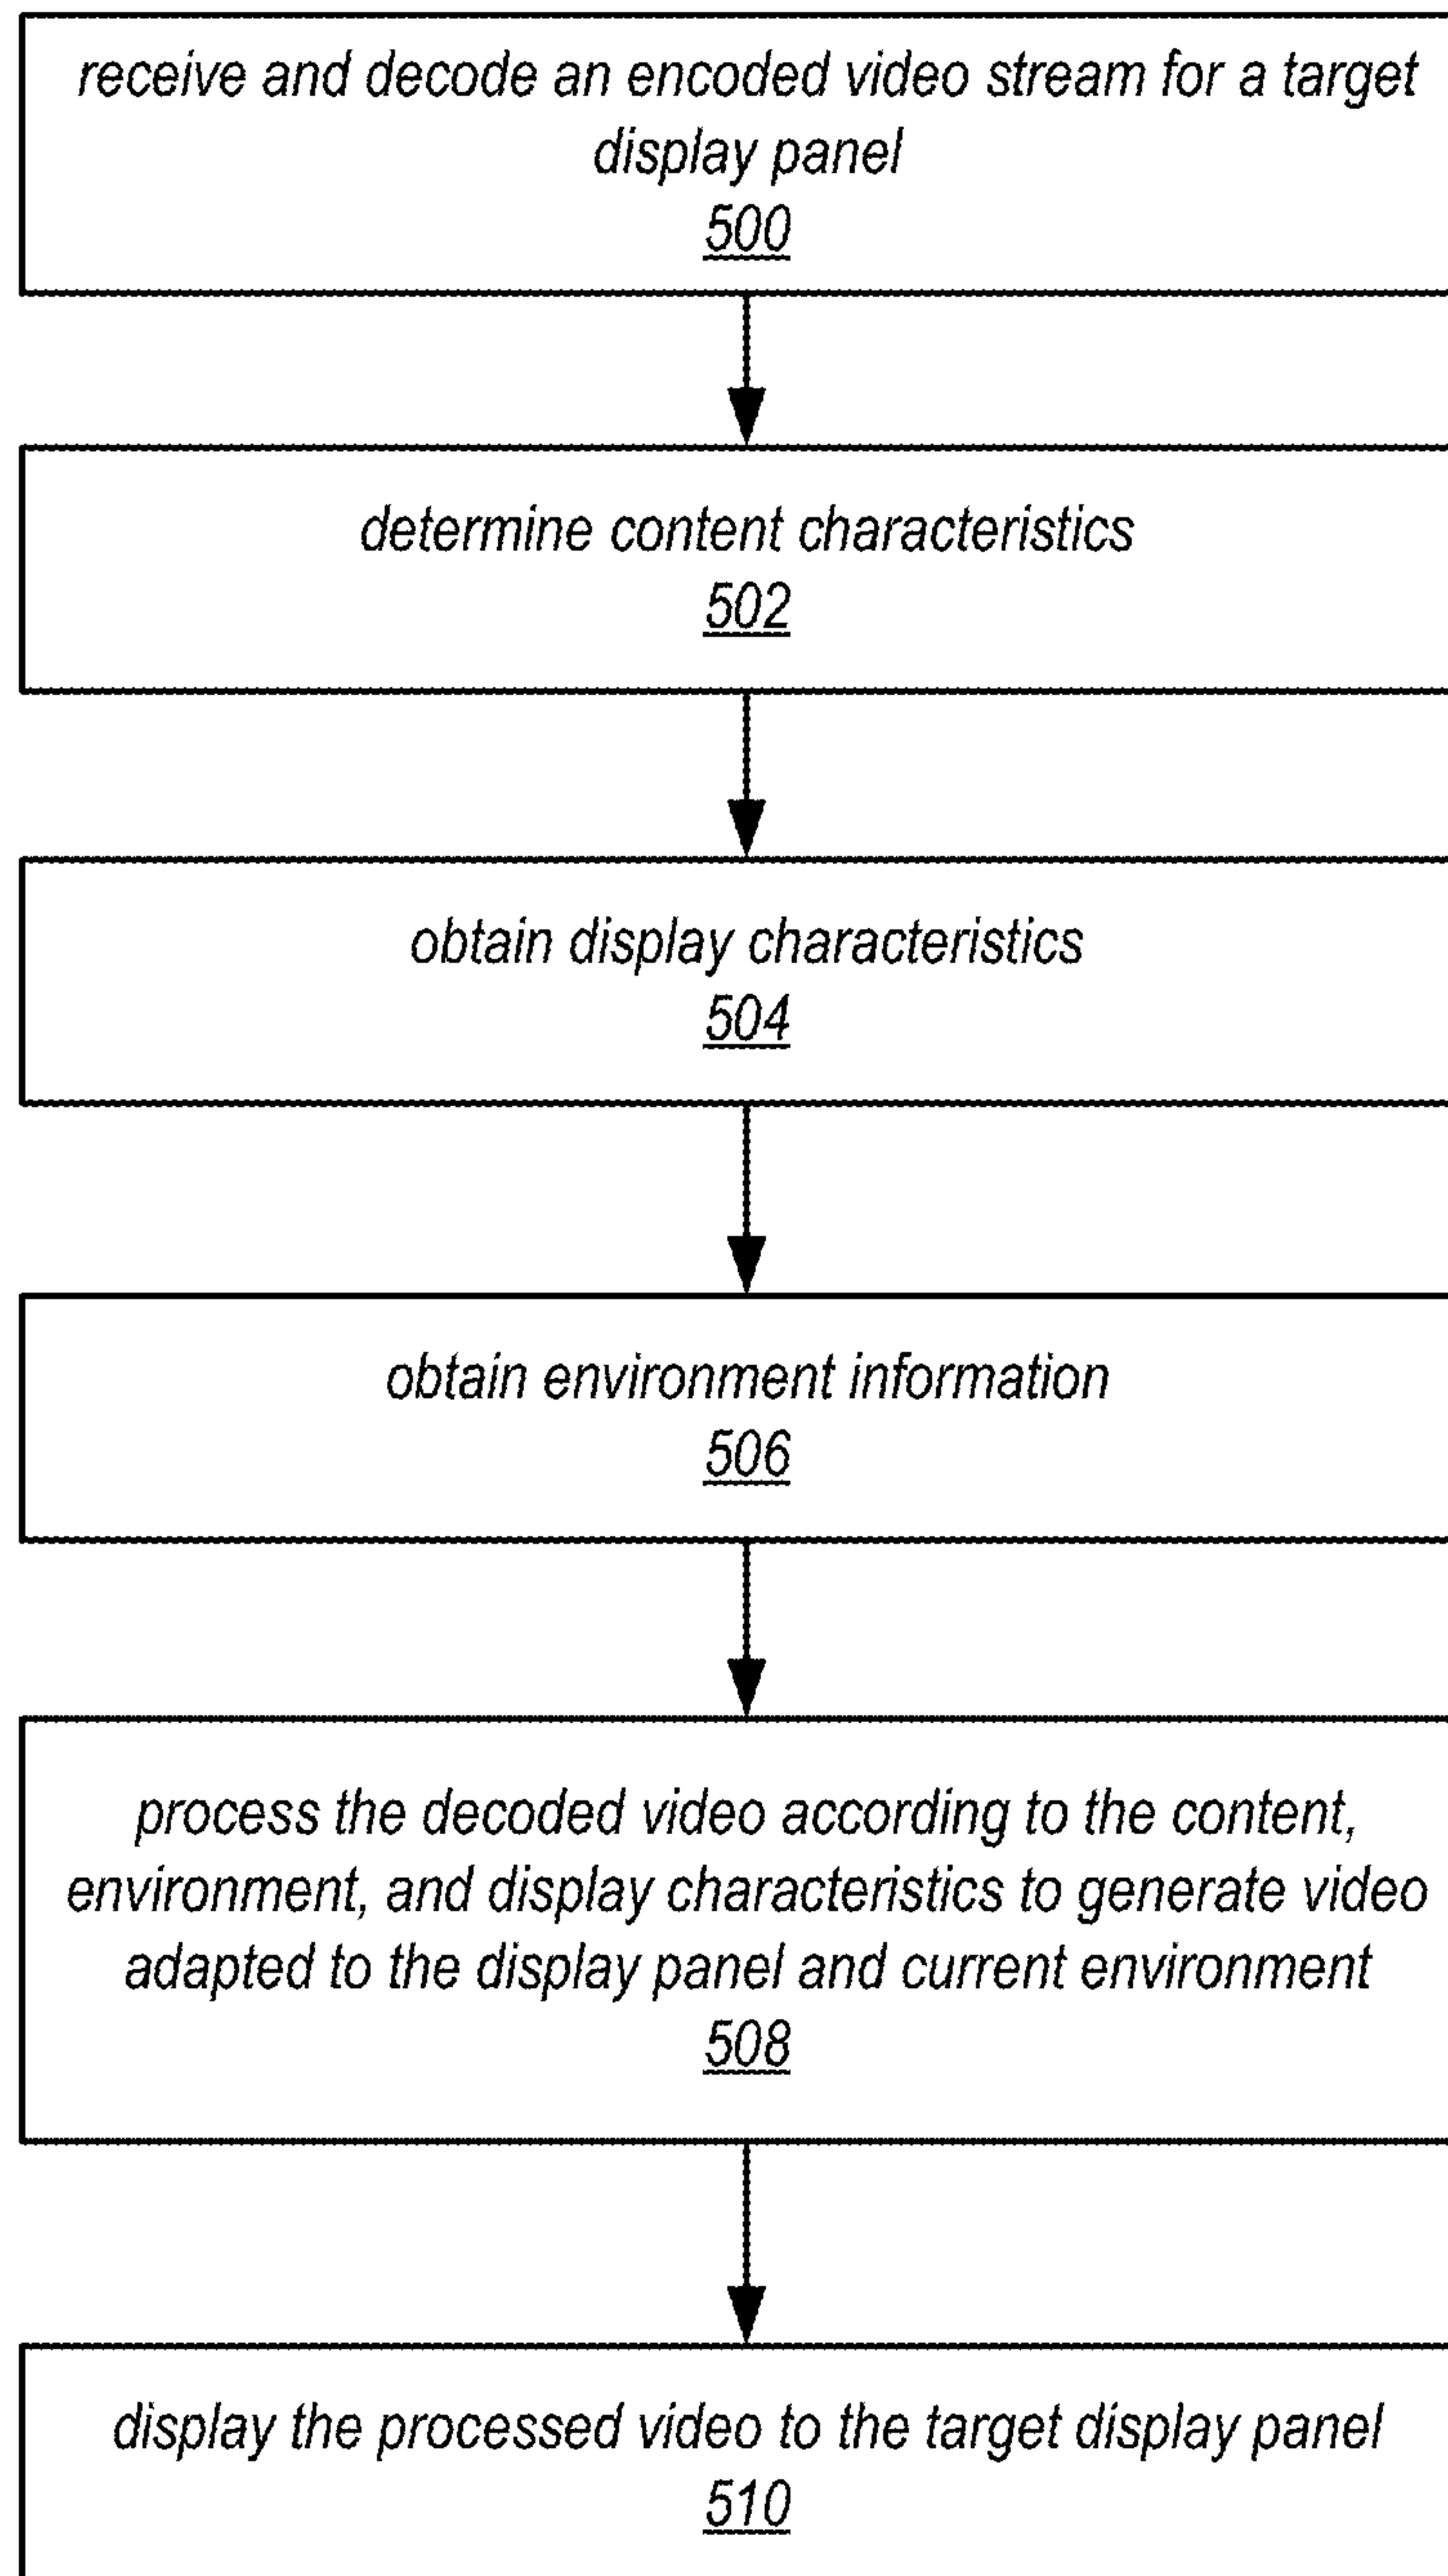 receive and decode an encoded video stream for a target
display panel
500
determine content characteristics
502
obtain display characteristics
504
obtain environment information
506
process the decoded video according to the content,
environment, and display characteristics to generate video
adapted to the display panel and current environment
508
display the processed video to the target display panel
510